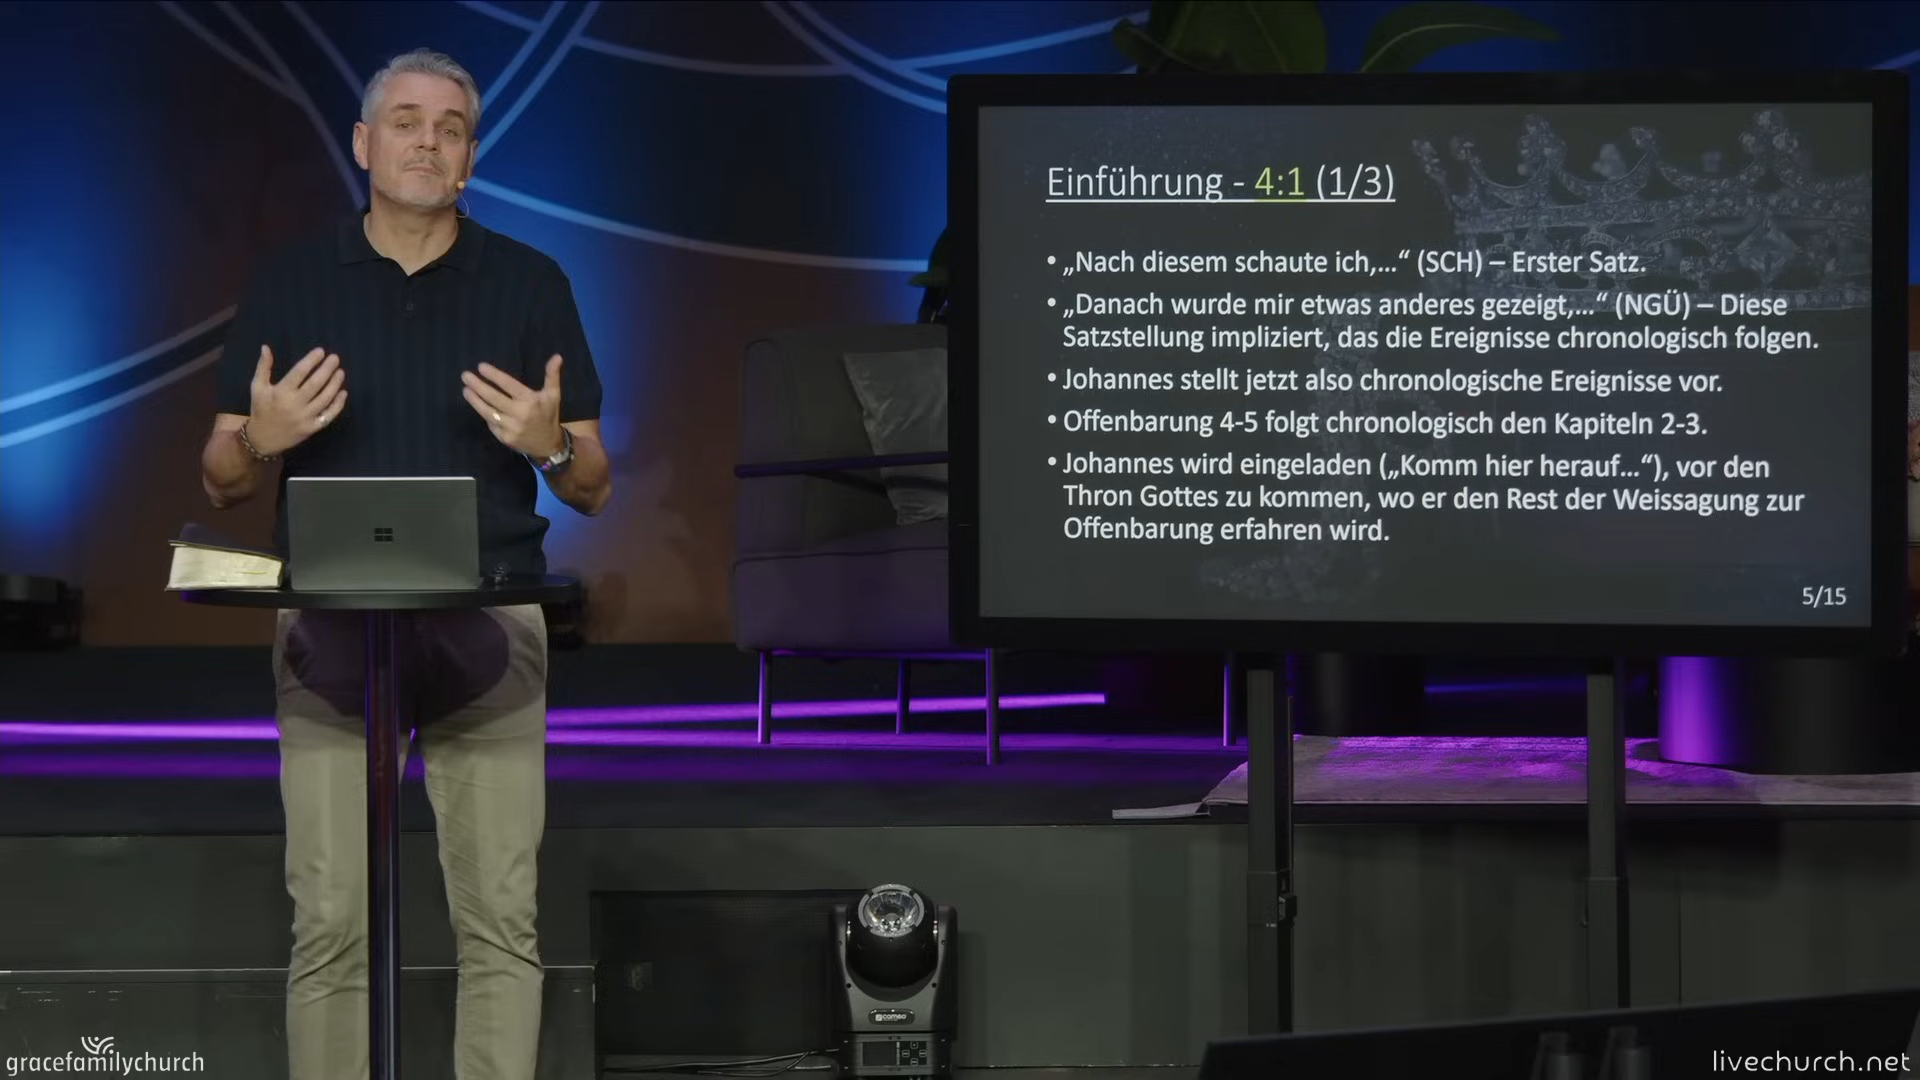 Einführung - 4:1 (1/3)
• „Nach diesem schaute ich,...“ (SCH) – Erster Satz.
• „Danach wurde mir etwas anderes gezeigt,...“ (NGÜ) – Diese
Satzstellung impliziert, das die Ereignisse chronologisch folgen.
• Johannes stellt jetzt also chronologische Ereignisse vor.
• Offenbarung 4-5 folgt chronologisch den Kapiteln 2-3.
• Johannes wird eingeladen („Komm hier herauf...“), vor den
Thron Gottes zu kommen, wo er den Rest der Weissagung zur
Offenbarung erfahren wird.
5/15
cameo
gracefamilychurch
livechurch.net